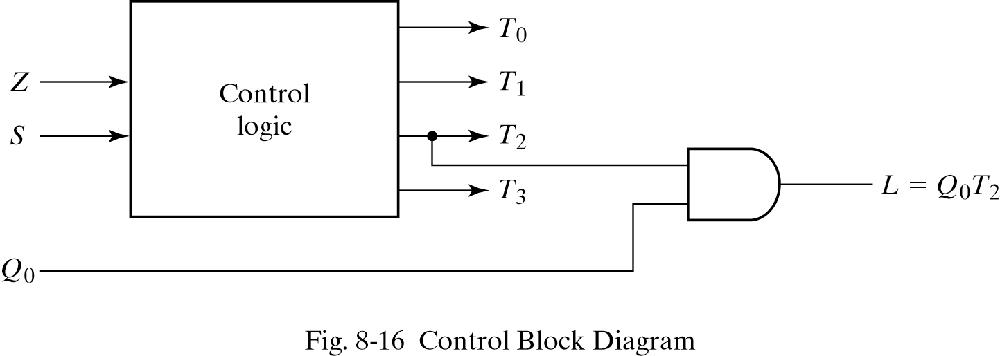 T₀
Z
T₁
Control
logic
S
T₂
T₃
L = Q₀T₂
Q₀
Fig. 8-16 Control Block Diagram